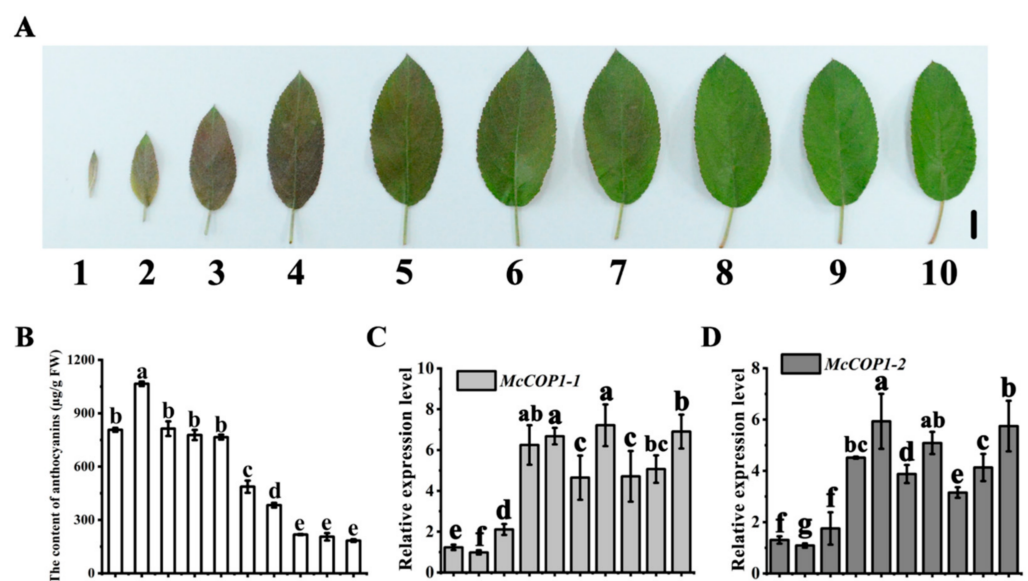 A
1 2 3 4 5 6 7 8 9 10
B
The content of anthocyanins (μg/g FW)
1200
900
600
300
0
b a b b b c d e e e
C
Relative expression level
10
8
6
4
2
0
McCOP1-1
e f d ab a c a c bc b
D
Relative expression level
8
6
4
2
0
McCOP1-2
f g f bc a d ab e c b